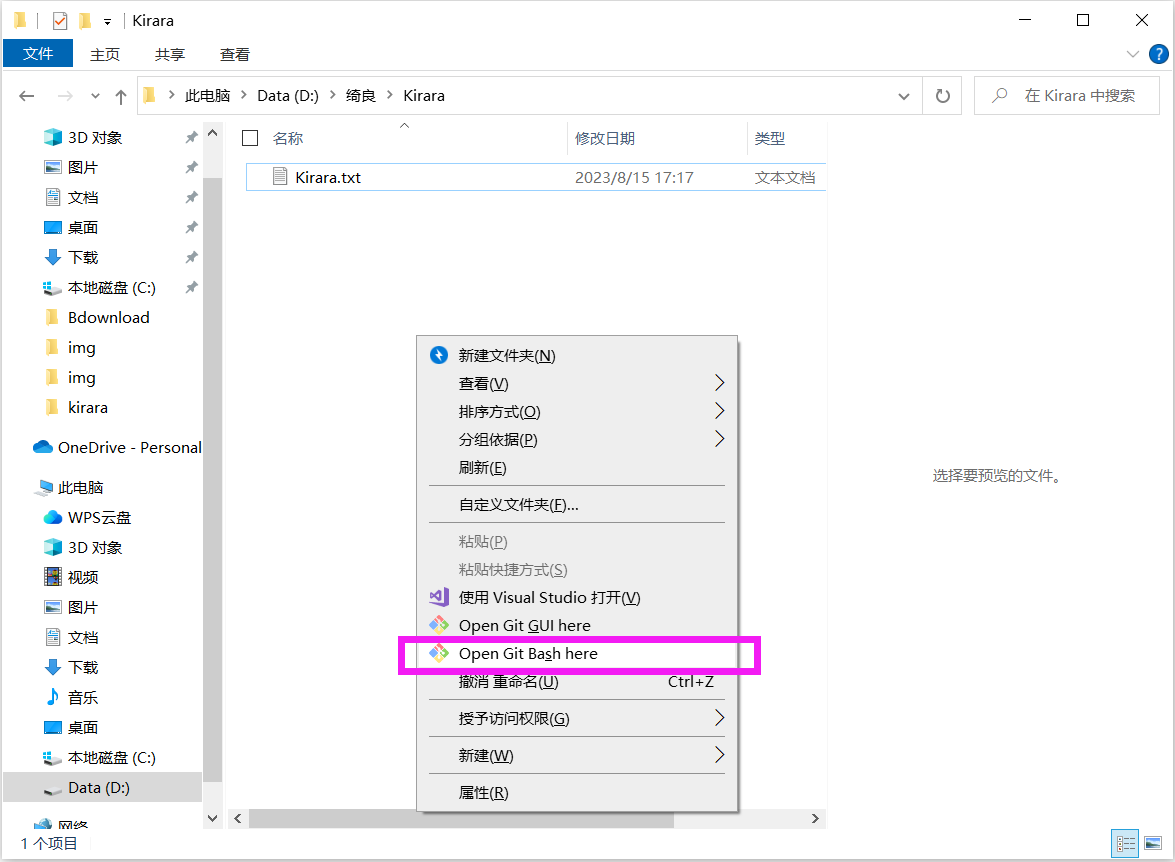 Kirara
文件 主页 共享 查看
此电脑 Data (D:) 绮良 Kirara
在 Kirara 中搜索
3D 对象
图片
文档
桌面
下载
本地磁盘 (C:)
Bdownload
img
img
kirara
OneDrive - Personal
此电脑
WPS云盘
3D 对象
视频
图片
文档
下载
音乐
桌面
本地磁盘 (C:)
Data (D:)
网络
名称 修改日期 类型
Kirara.txt 2023/8/15 17:17 文本文档
新建文件夹(N)
查看(V)
排序方式(O)
分组依据(P)
刷新(E)
自定义文件夹(F)...
粘贴(P)
粘贴快捷方式(S)
使用 Visual Studio 打开(V)
Open Git GUI here
Open Git Bash here
撤消 重命名(U) Ctrl+Z
授予访问权限(G)
新建(W)
属性(R)
选择要预览的文件。
1 个项目